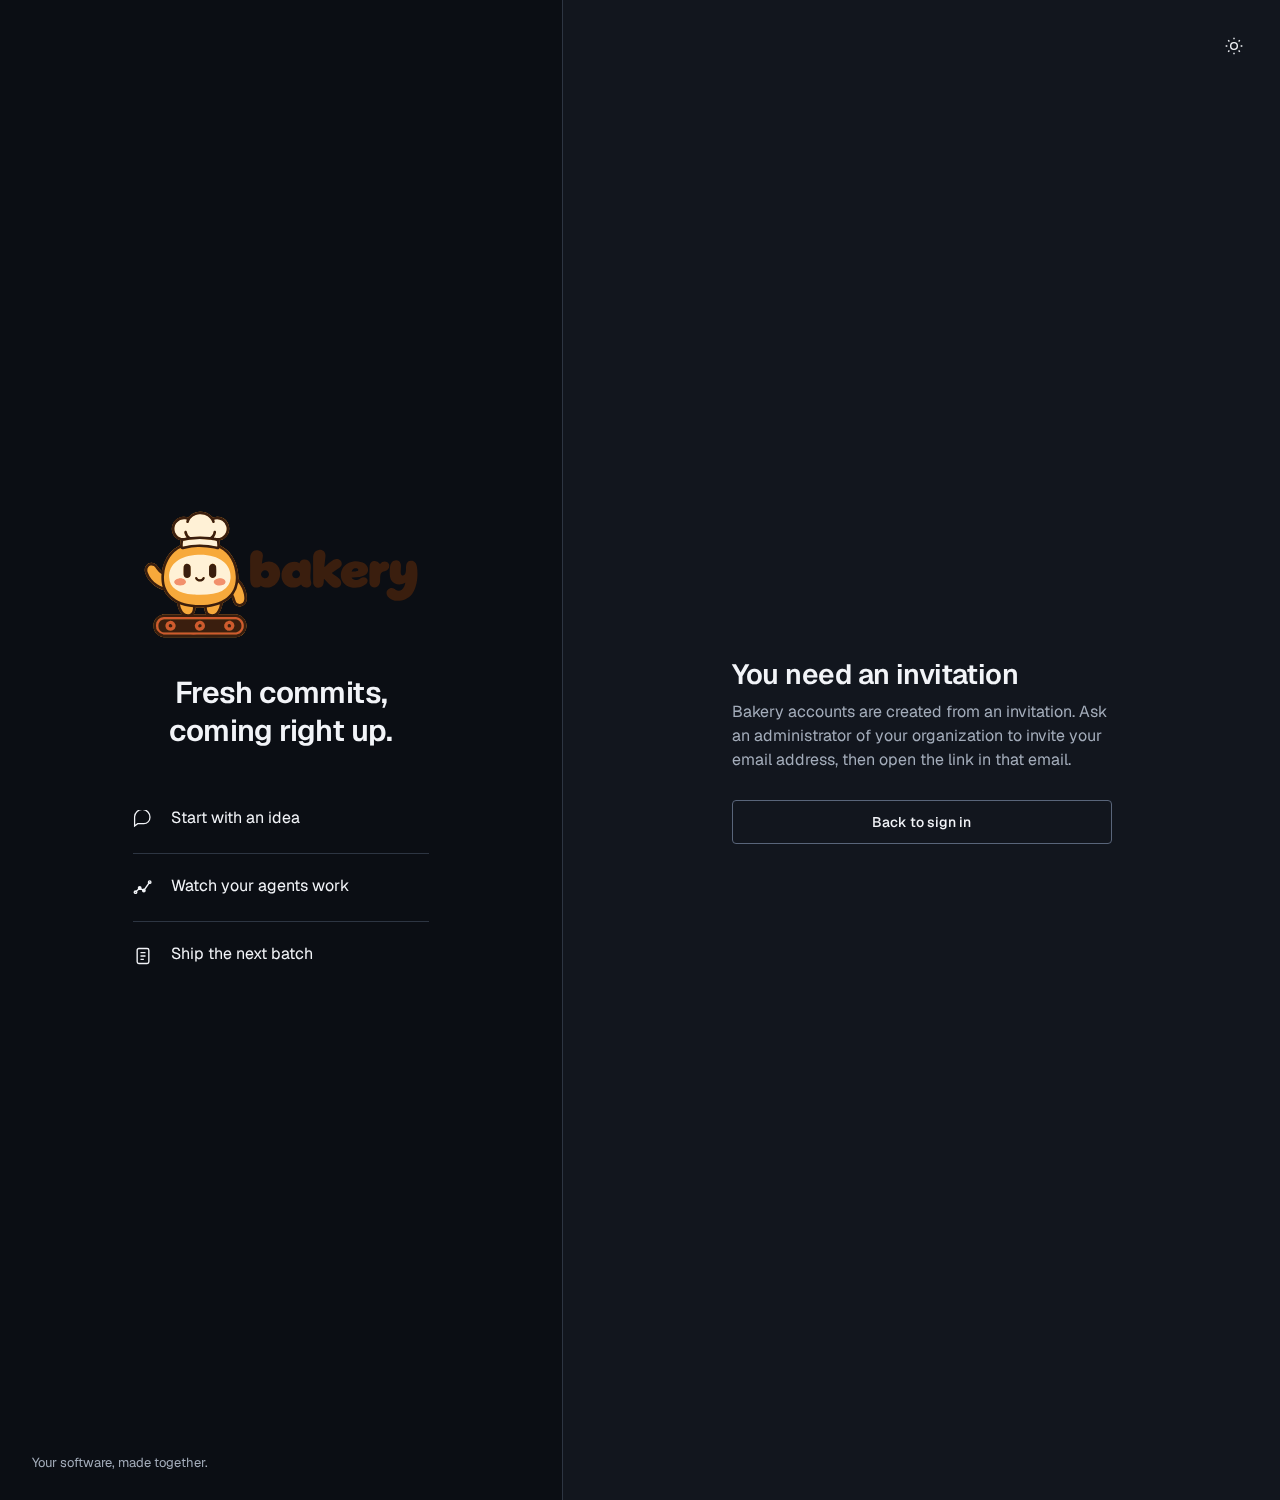 bakery
Fresh commits,
coming right up.
Start with an idea
Watch your agents work
Ship the next batch
Your software, made together.
You need an invitation
Bakery accounts are created from an invitation. Ask
an administrator of your organization to invite your
email address, then open the link in that email.
Back to sign in